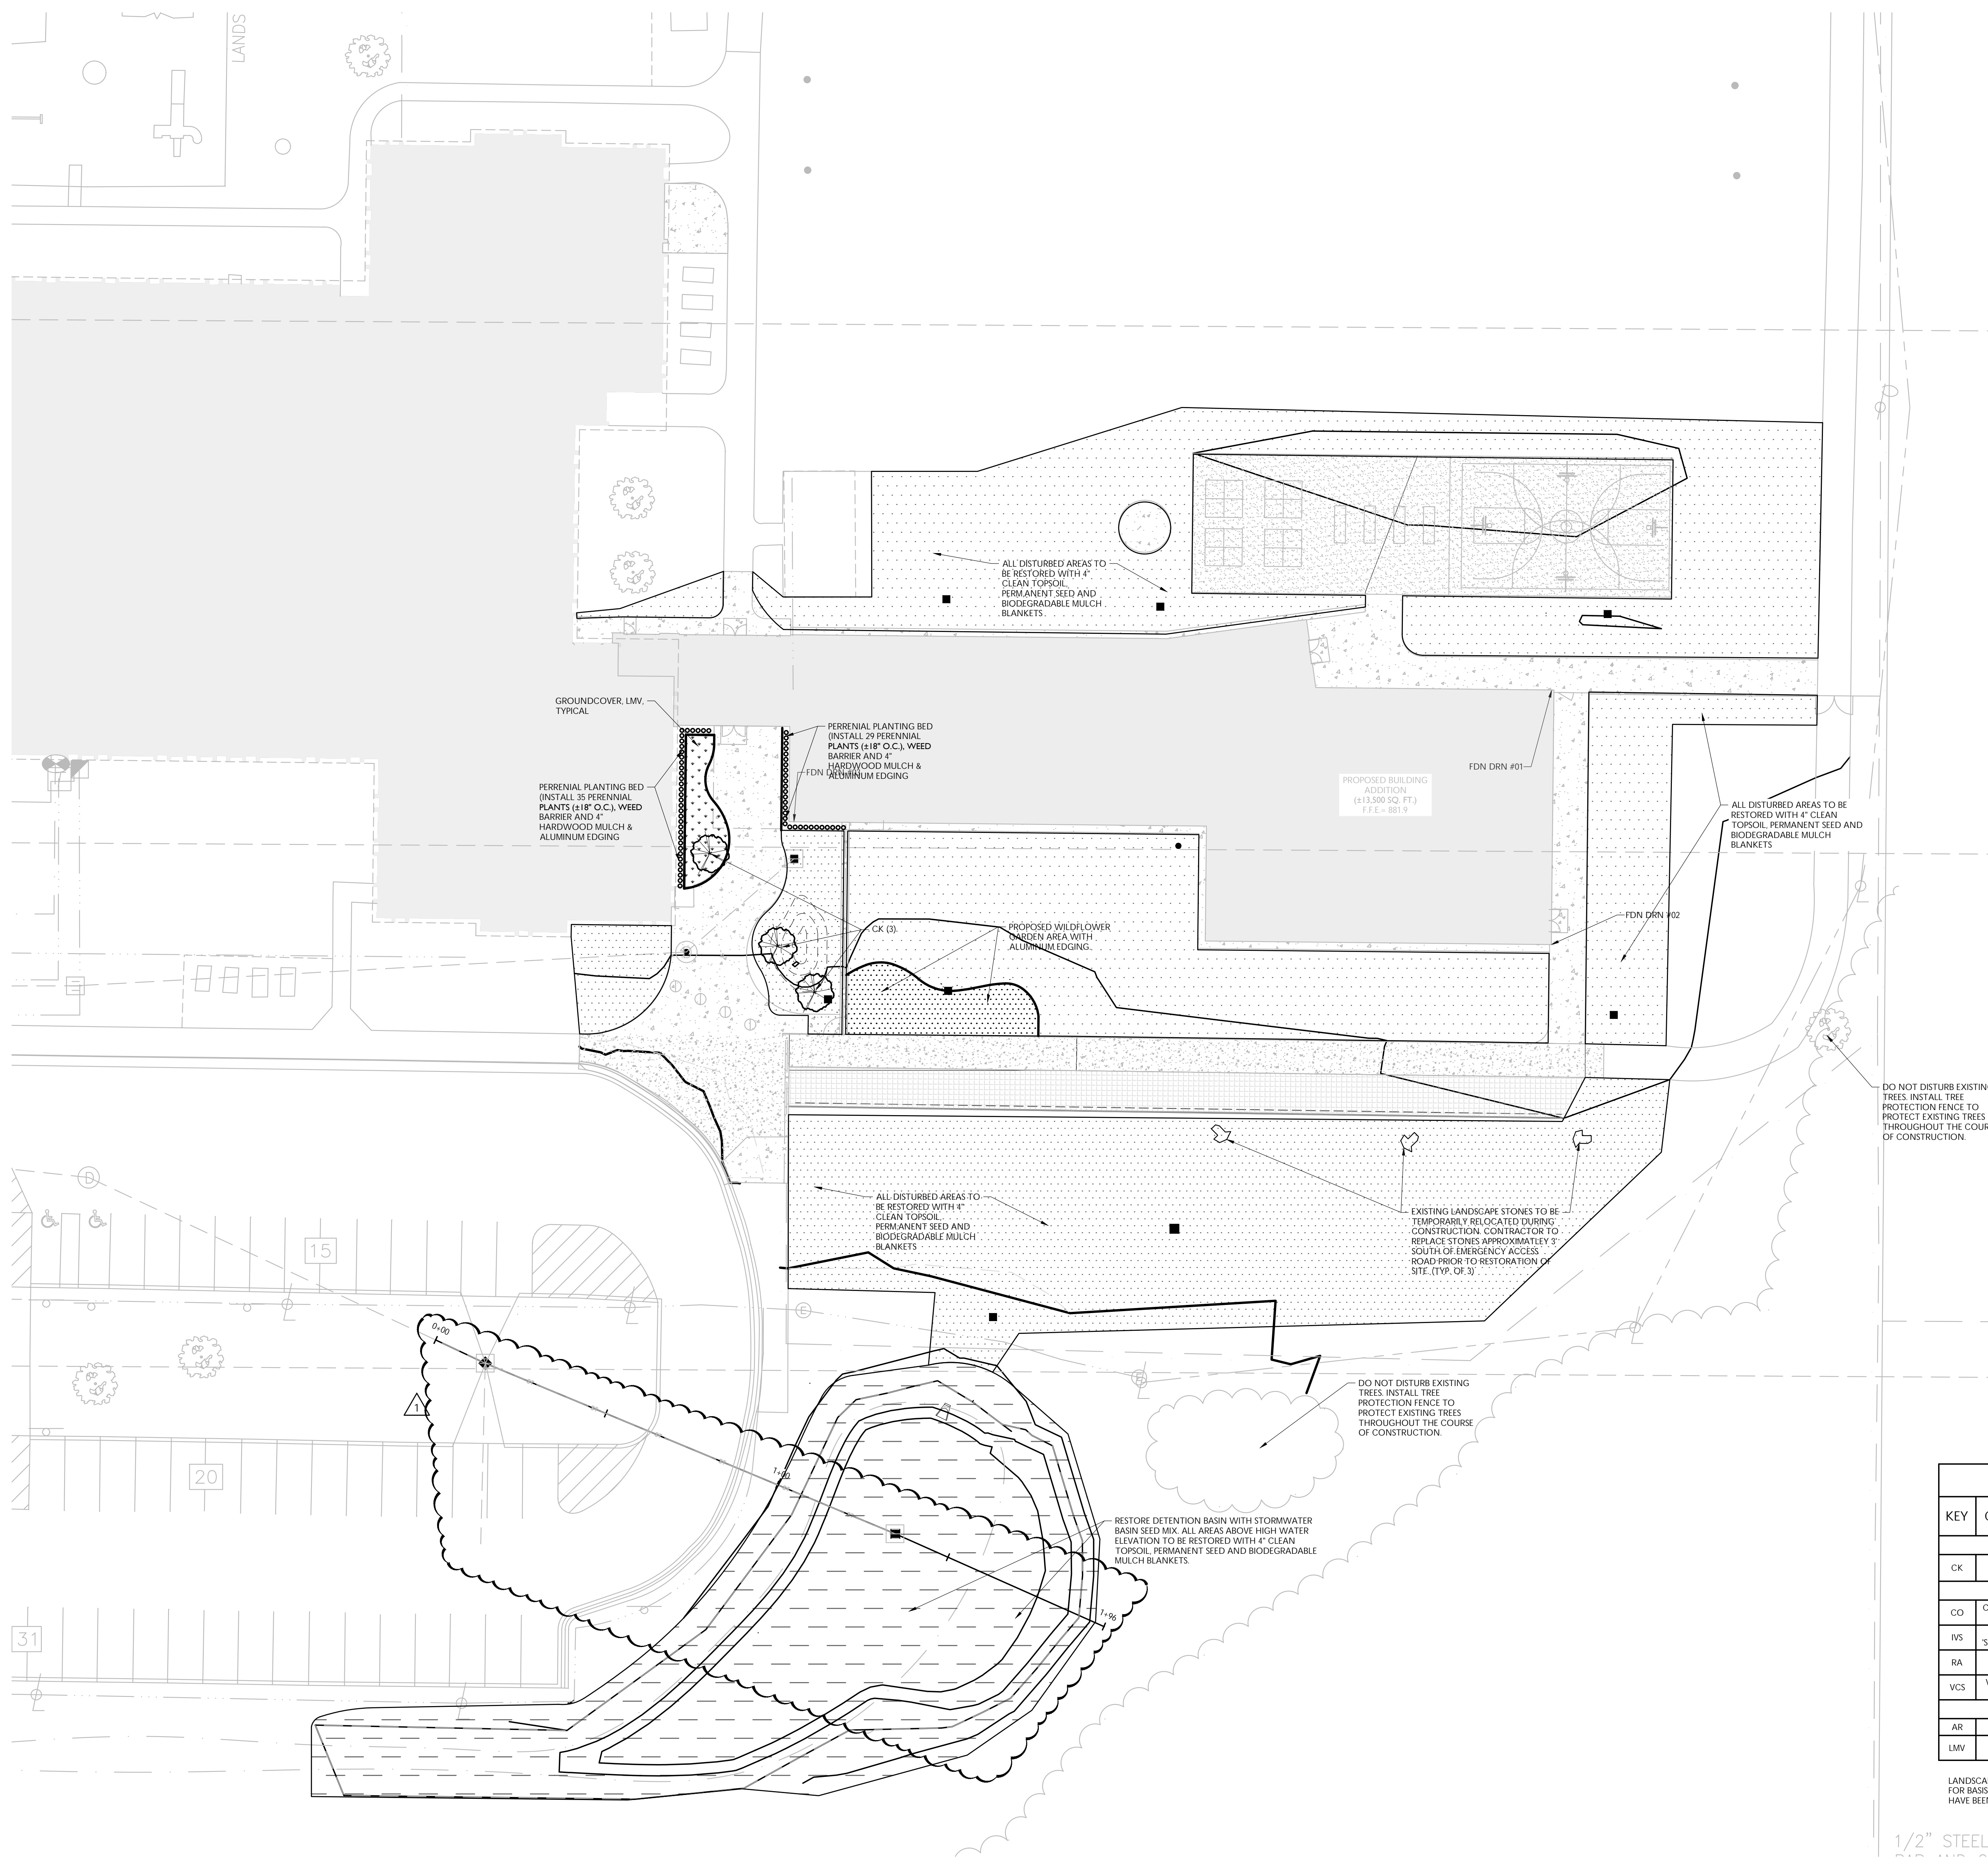 LANDS
ALL DISTURBED AREAS TO
BE RESTORED WITH 4"
CLEAN TOPSOIL,
PERMANENT SEED AND
BIODEGRADABLE MULCH
BLANKETS
GROUNDCOVER, LMV,
TYPICAL
PERRENIAL PLANTING BED
(INSTALL 29 PERENNIAL
PLANTS (±18" O.C.), WEED
BARRIER AND 4"
HARDWOOD MULCH &
ALUMINUM EDGING
FDN DRN
PERRENIAL PLANTING BED
(INSTALL 35 PERENNIAL
PLANTS (±18" O.C.), WEED
BARRIER AND 4"
HARDWOOD MULCH &
ALUMINUM EDGING
FDN DRN #01
PROPOSED BUILDING
ADDITION
(±13,500 SQ. FT.)
F.F.E.= 881.9
ALL DISTURBED AREAS TO BE
RESTORED WITH 4" CLEAN
TOPSOIL, PERMANENT SEED AND
BIODEGRADABLE MULCH
BLANKETS
FDN DRN #02
CK (3)
PROPOSED WILDFLOWER
GARDEN AREA WITH
ALUMINUM EDGING
D
DO NOT DISTURB EXISTING
TREES. INSTALL TREE
PROTECTION FENCE TO
PROTECT EXISTING TREES
THROUGHOUT THE COUR
OF CONSTRUCTION.
D
ALL DISTURBED AREAS TO
BE RESTORED WITH 4"
CLEAN TOPSOIL,
PERMANENT SEED AND
BIODEGRADABLE MULCH
BLANKETS
EXISTING LANDSCAPE STONES TO BE
TEMPORARILY RELOCATED DURING
CONSTRUCTION. CONTRACTOR TO
REPLACE STONES APPROXIMATLEY 3'
SOUTH OF EMERGENCY ACCESS
ROAD PRIOR TO RESTORATION OF
SITE. (TYP. OF 3)
15
E
0+00
1
20
1+00
DO NOT DISTURB EXISTING
TREES. INSTALL TREE
PROTECTION FENCE TO
PROTECT EXISTING TREES
THROUGHOUT THE COURSE
OF CONSTRUCTION.
RESTORE DETENTION BASIN WITH STORMWATER
BASIN SEED MIX. ALL AREAS ABOVE HIGH WATER
ELEVATION TO BE RESTORED WITH 4" CLEAN
TOPSOIL, PERMANENT SEED AND BIODEGRADABLE
MULCH BLANKETS.
1+96
31
KEY
CK
CO
IVS
RA
VCS
AR
LMV
LANDSCA
FOR BASIS
HAVE BEEN
1/2" STEEL